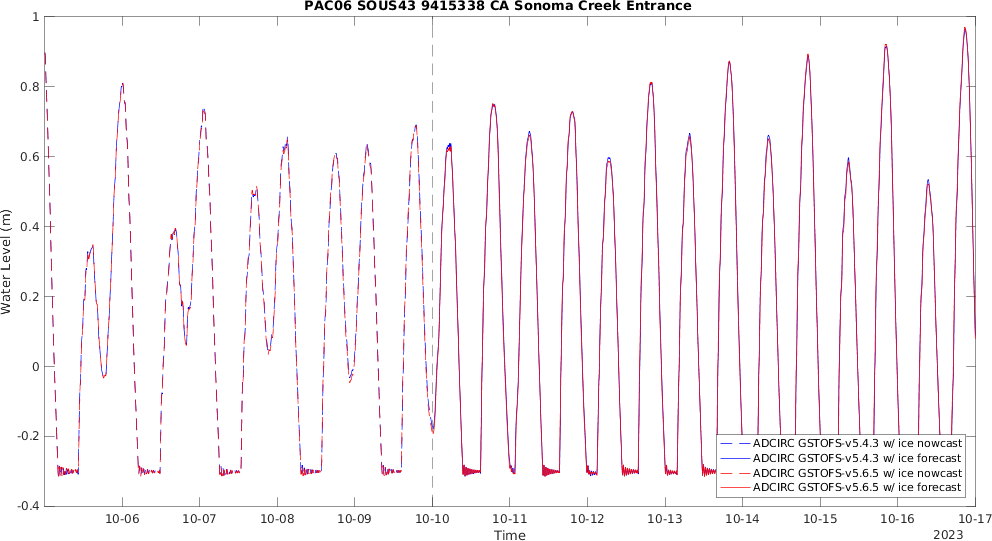 PAC06 SOUS43 9415338 CA Sonoma Creek Entrance
1
0.8
0.6
0.4
0.2
0
-0.2
-0.4
Water Level (m)
ADCIRC GSTOFS-v5.4.3 w/ ice nowcast
ADCIRC GSTOFS-v5.4.3 w/ ice forecast
ADCIRC GSTOFS-v5.6.5 w/ ice nowcast
ADCIRC GSTOFS-v5.6.5 w/ ice forecast
10-06 10-07 10-08 10-09 10-10 10-11 10-12 10-13 10-14 10-15 10-16 10-17
Time
2023